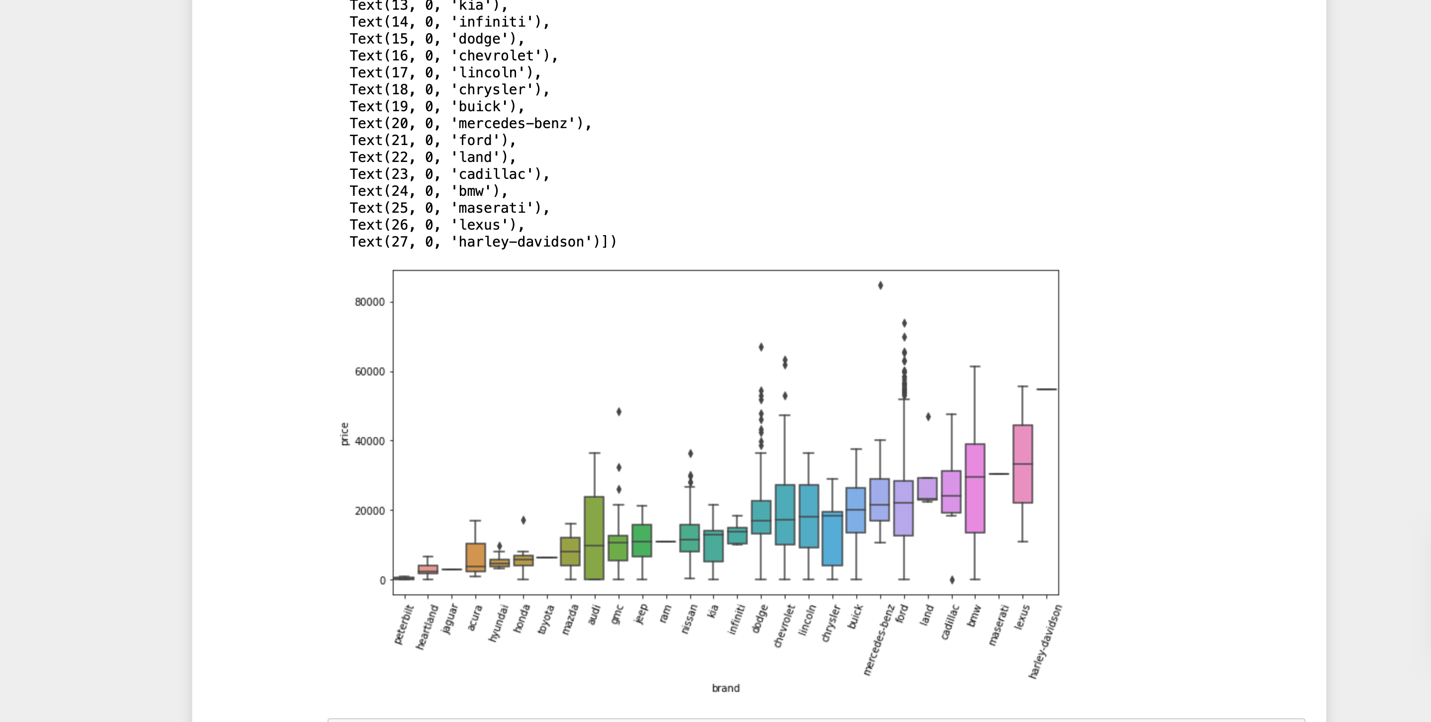 Text(13, 0, 'kia'),
Text(14, 0, 'infiniti'),
Text(15, 0, 'dodge'),
Text(16, 0, 'chevrolet'),
Text(17, 0, 'lincoln'),
Text(18, 0, 'chrysler'),
Text(19, 0, 'buick'),
Text(20, 0, 'mercedes-benz'),
Text(21, 0, 'ford'),
Text(22, 0, 'land'),
Text(23, 0, 'cadillac'),
Text(24, 0, 'bmw'),
Text(25, 0, 'maserati'),
Text(26, 0, 'lexus'),
Text(27, 0, 'harley-davidson')])
80000
60000
40000
20000
0
price
peterbilt
heartland
jaguar
acura
hyundai
honda
toyota
mazda
audi
gmc
jeep
ram
nissan
kia
infiniti
dodge
chevrolet
lincoln
chrysler
buick
mercedes-benz
ford
land
cadillac
bmw
maserati
lexus
harley-davidson
brand